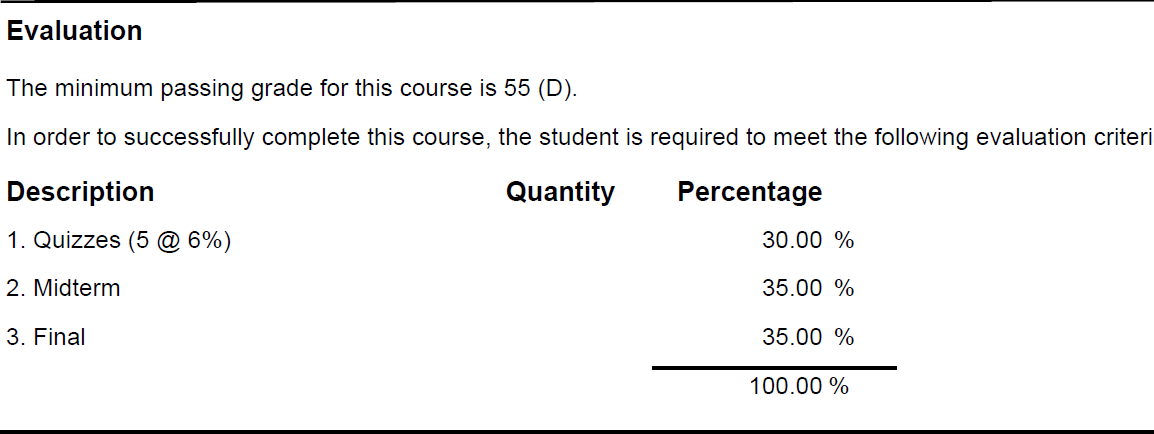 Evaluation
The minimum passing grade for this course is 55 (D).
In order to successfully complete this course, the student is required to meet the following evaluation criteri
Description Quantity Percentage
1. Quizzes (5 @ 6%) 30.00 %
2. Midterm 35.00 %
3. Final 35.00 %
100.00 %